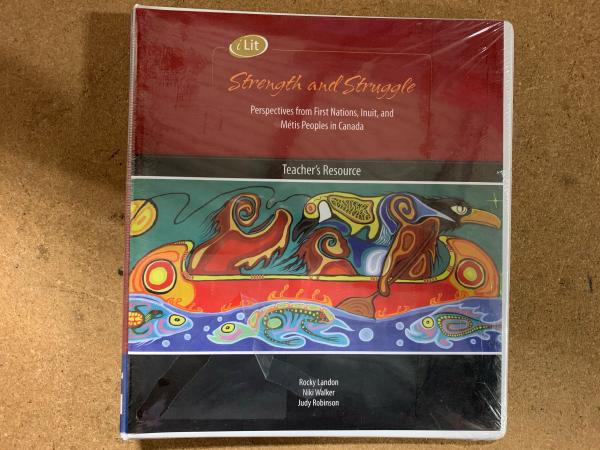 iLit
Strength and Struggle
Perspectives from First Nations, Inuit, and
Métis Peoples in Canada
Teacher's Resource
Rocky Landon
Niki Walker
Judy Robinson